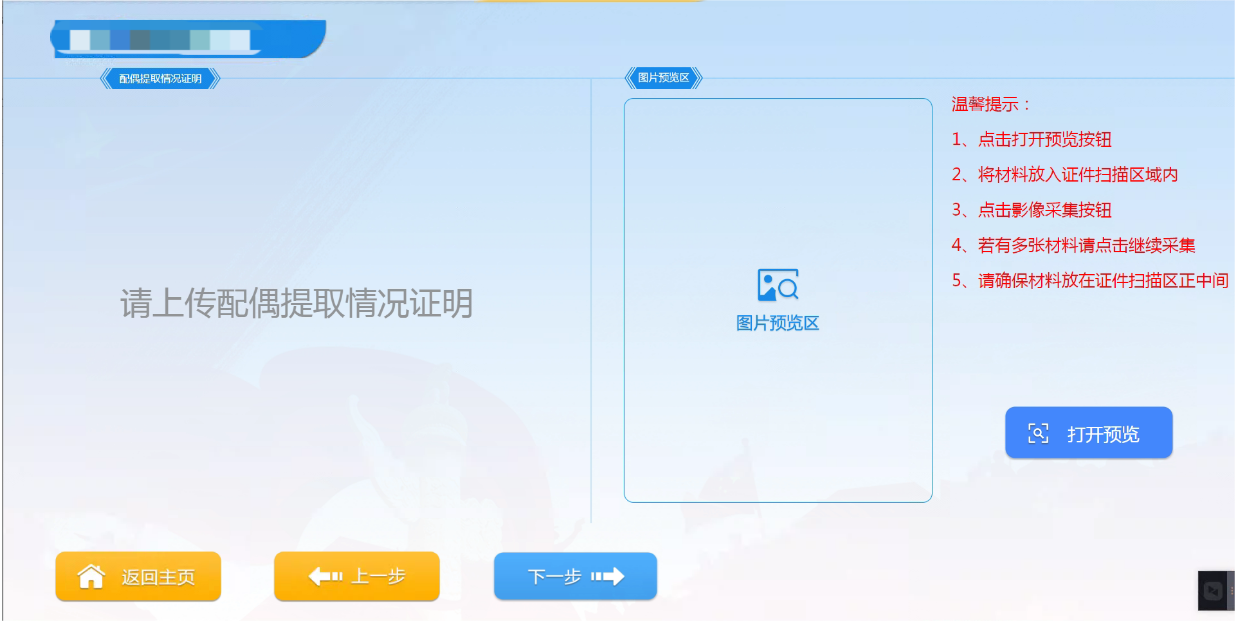 配偶提取情况证明
图片预览区
温馨提示：
1、点击打开预览按钮
2、将材料放入证件扫描区域内
3、点击影像采集按钮
4、若有多张材料请点击继续采集
5、请确保材料放在证件扫描区正中间
请上传配偶提取情况证明
图片预览区
打开预览
返回主页
上一步
下一步